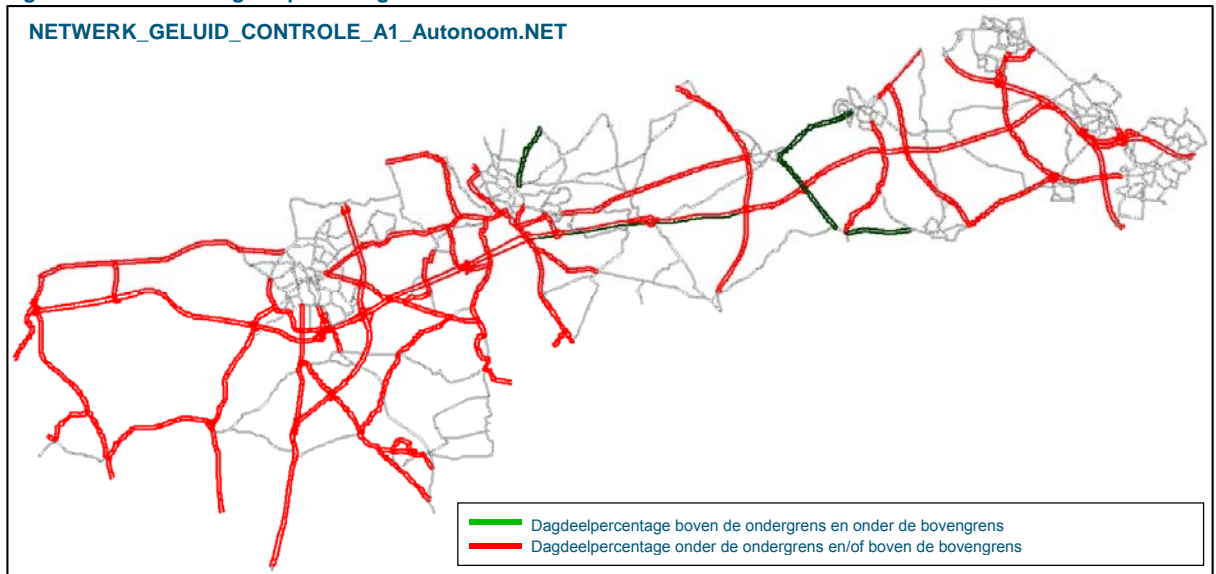 NETWERK_GELUID_CONTROLE_A1_Autonoom.NET
Dagdeelpercentage boven de ondergrens en onder de bovengrens
Dagdeelpercentage onder de ondergrens en/of boven de bovengrens